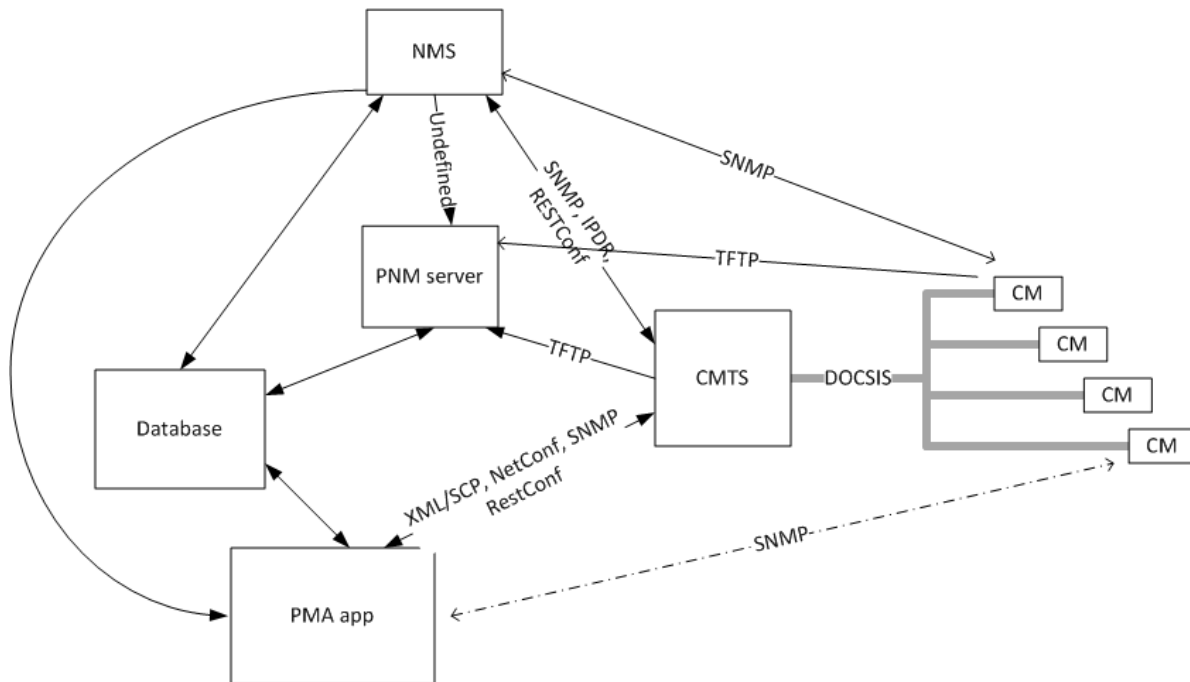 NMS
Undefined
SNMP
SNMP, IPDR,
RESTConf
PNM server
TFTP
CM
TFTP
CMTS
DOCSIS
CM
CM
CM
Database
XML/SCP, NetConf, SNMP
RestConf
SNMP
PMA app